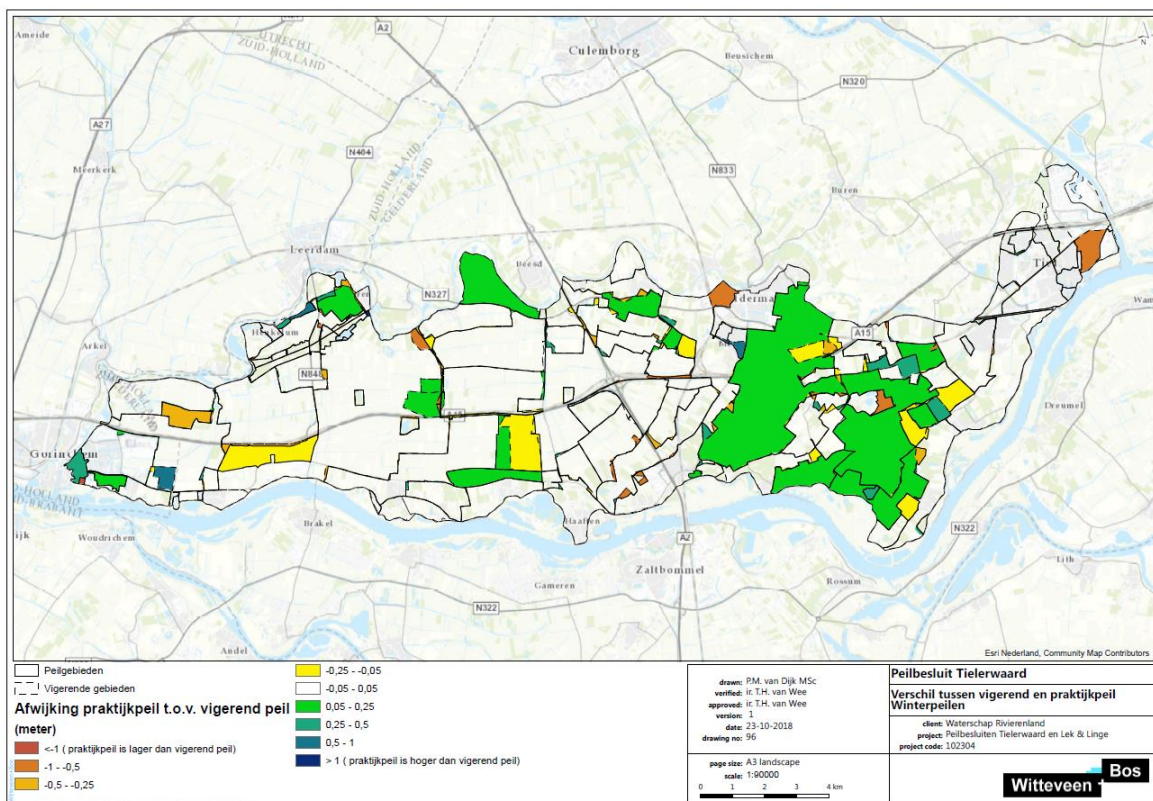 Ameide
A27
UTRECHT
ZUID-HOLLAND
A2
Culemborg
Beusichem
N320
A27
Meerkerk
N484
ZUID-HOLLAND
GELDERLAND
N833
Buren
Leerdam
Beesd
N327
A15
Arkel
N848
A15
Dreumel
Gorinchem
Haaften
N322
Brakel
Woudrichem
A2
Zaltbommel
Lith
Gameren
Rossum
N322
Andel
Esri Nederland, Community Map Contributors
Peilgebieden
Vigerende gebieden
Afwijking praktijkpeil t.o.v. vigerend peil
(meter)
<-1 ( praktijkpeil is lager dan vigerend peil)
-1 - -0,5
-0,5 - -0,25
-0,25 - -0,05
-0,05 - 0,05
0,05 - 0,25
0,25 - 0,5
0,5 - 1
> 1 ( praktijkpeil is hoger dan vigerend peil)
drawn: P.M. van Dijk MSc
verified: ir. T.H. van Wee
approved: ir. T.H. van Wee
version: 1
date: 23-10-2018
drawing no: 96
page size: A3 landscape
scale: 1:90000
0 1 2 3 4 km
Peilbesluit Tielerwaard
Verschil tussen vigerend en praktijkpeil
Winterpeilen
client: Waterschap Rivierenland
project: Peilbesluiten Tielerwaard en Lek & Linge
project code: 102304
Witteveen + Bos